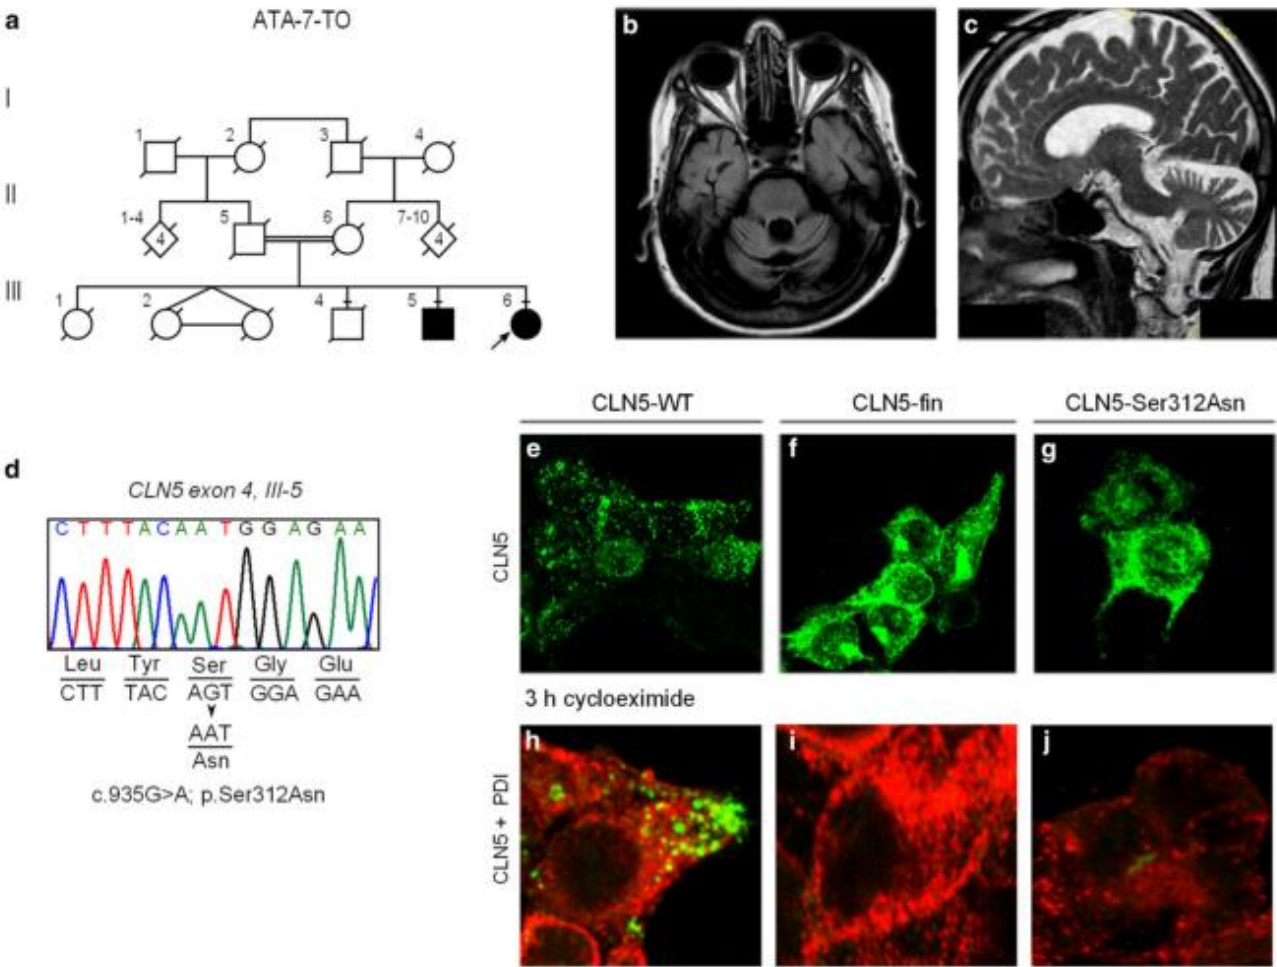 a
ATA-7-TO
b
c
I
1
2
3
4
II
1-4
4
5
6
7-10
4
III
1
2
4
5
6
CLN5-WT
CLN5-fin
CLN5-Ser312Asn
d
CLN5 exon 4, III-5
C T T T A C A A T G G A G A A
Leu Tyr Ser Gly Glu
CTT TAC AGT GGA GAA
AAT
Asn
c.935G>A; p.Ser312Asn
CLN5
e
f
g
3 h cycloeximide
CLN5 + PDI
h
i
j